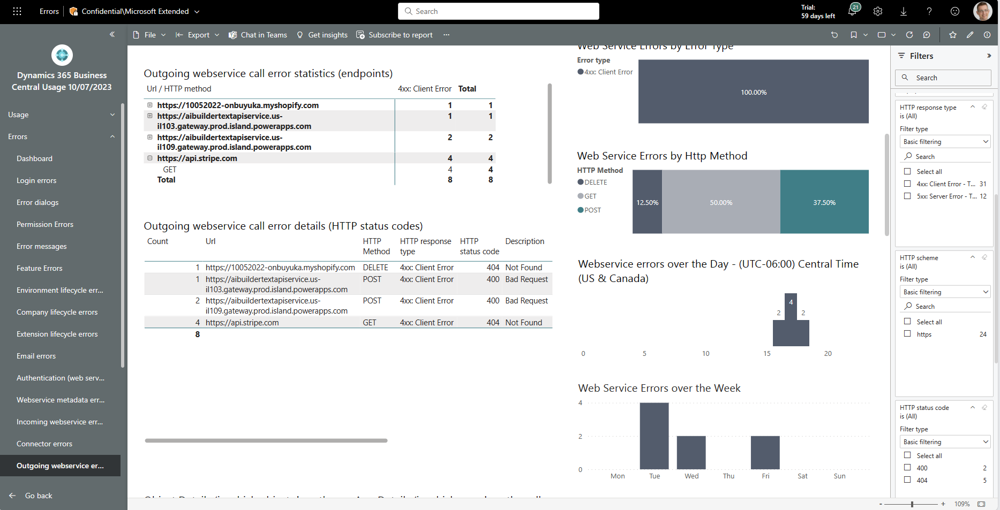 Errors
Confidential\Microsoft Extended
Search
Trial:
59 days left
21
?
File
Export
Chat in Teams
Get insights
Subscribe to report
...
Dynamics 365 Business
Central Usage 10/07/2023
Usage
Errors
Dashboard
Login errors
Error dialogs
Permission Errors
Error messages
Feature Errors
Environment lifecycle err...
Company lifecycle errors
Extension lifecycle errors
Email errors
Authentication (web serv...
Webservice metadata err...
Incoming webservice err...
Connector errors
Outgoing webservice er...
Go back
Outgoing webservice call error statistics (endpoints)
Url / HTTP method 4xx: Client Error Total
https://10052022-onbuyuka.myshopify.com 1 1
https://aibuildertextapiservice.us- 1 1
il103.gateway.prod.island.powerapps.com
https://aibuildertextapiservice.us- 2 2
il109.gateway.prod.island.powerapps.com
https://api.stripe.com 4 4
GET 4 4
Total 8 8
Outgoing webservice call error details (HTTP status codes)
Count Url HTTP HTTP response HTTP Description
Method type status code
1 https://10052022-onbuyuka.myshopify.com DELETE 4xx: Client Error 404 Not Found
1 https://aibuildertextapiservice.us- POST 4xx: Client Error 400 Bad Request
il103.gateway.prod.island.powerapps.com
2 https://aibuildertextapiservice.us- POST 4xx: Client Error 400 Bad Request
il109.gateway.prod.island.powerapps.com
4 https://api.stripe.com GET 4xx: Client Error 404 Not Found
8
Web Service Errors by Error Type
Error type
4xx: Client Error
100.00%
Web Service Errors by Http Method
HTTP Method
DELETE
GET
POST
12.50% 50.00% 37.50%
Webservice errors over the Day - (UTC-06:00) Central Time
(US & Canada)
2 4 2
0 5 10 15 20
Web Service Errors over the Week
4
2
0
Mon Tue Wed Thu Fri Sat Sun
Filters
Search
HTTP response type
is (All)
Filter type
Basic filtering
Search
Select all
4xx: Client Error - T... 31
5xx: Server Error - T... 12
HTTP scheme
is (All)
Filter type
Basic filtering
Search
Select all
https 24
HTTP status code
is (All)
Filter type
Basic filtering
Select all
400 2
404 5
- + 109%